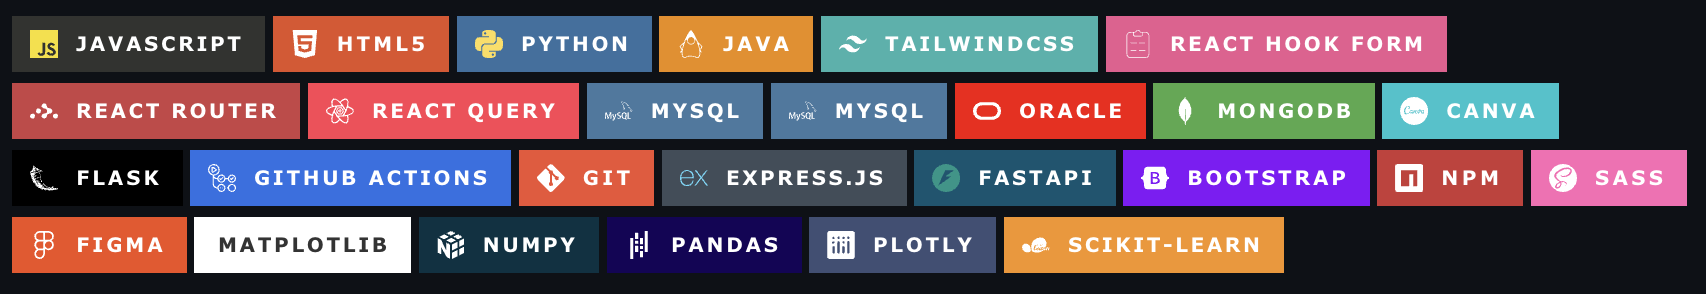 JS JAVASCRIPT HTML5 PYTHON JAVA TAILWINDCSS REACT HOOK FORM
REACT ROUTER REACT QUERY MySQL MYSQL MySQL MYSQL ORACLE MONGODB Canva CANVA
FLASK GITHUB ACTIONS GIT ex EXPRESS.JS FASTAPI B BOOTSTRAP NPM SASS
FIGMA MATPLOTLIB NUMPY PANDAS PLOTLY SCIKIT-LEARN